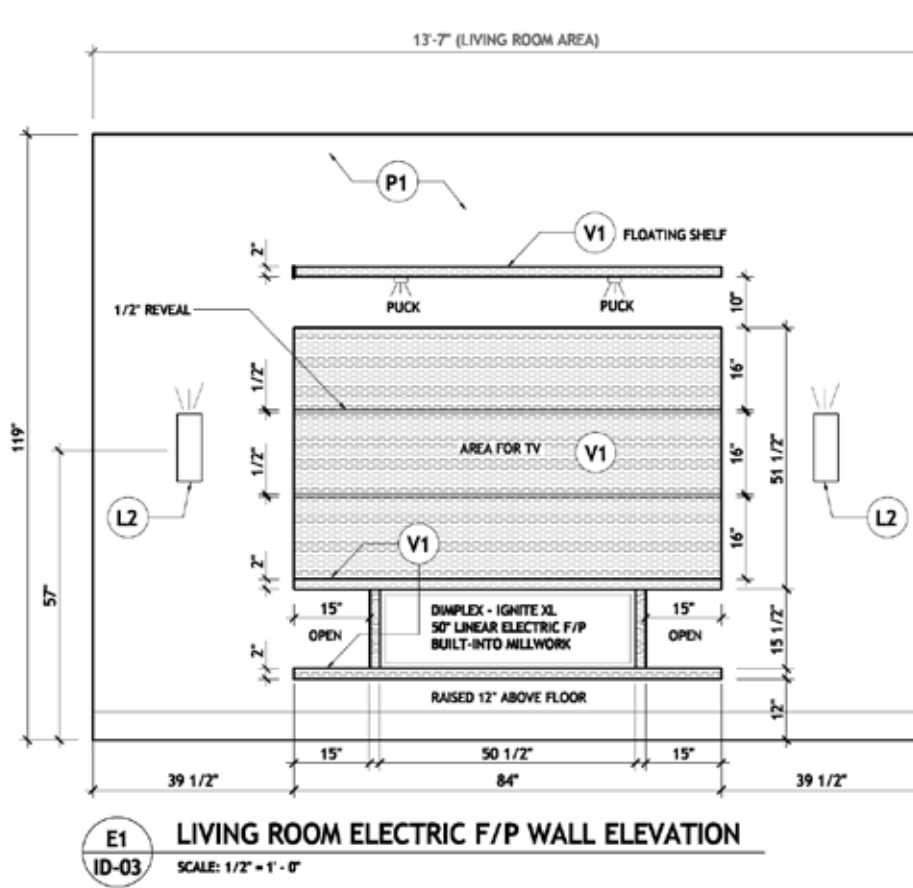 13'-7" (LIVING ROOM AREA)
P1
V1 FLOATING SHELF
2"
PUCK
PUCK
10"
1/2" REVEAL
1/2"
16"
119"
AREA FOR TV
V1
1/2"
16"
51 1/2"
L2
L2
V1
2"
16"
57"
15"
OPEN
DIMPLEX - IGNITE XL
50" LINEAR ELECTRIC F/P
BUILT-INTO MILLWORK
15"
OPEN
15 1/2"
2"
RAISED 12" ABOVE FLOOR
12"
15"
50 1/2"
15"
39 1/2"
84"
39 1/2"
E1
ID-03
LIVING ROOM ELECTRIC F/P WALL ELEVATION
SCALE: 1/2" = 1' - 0"